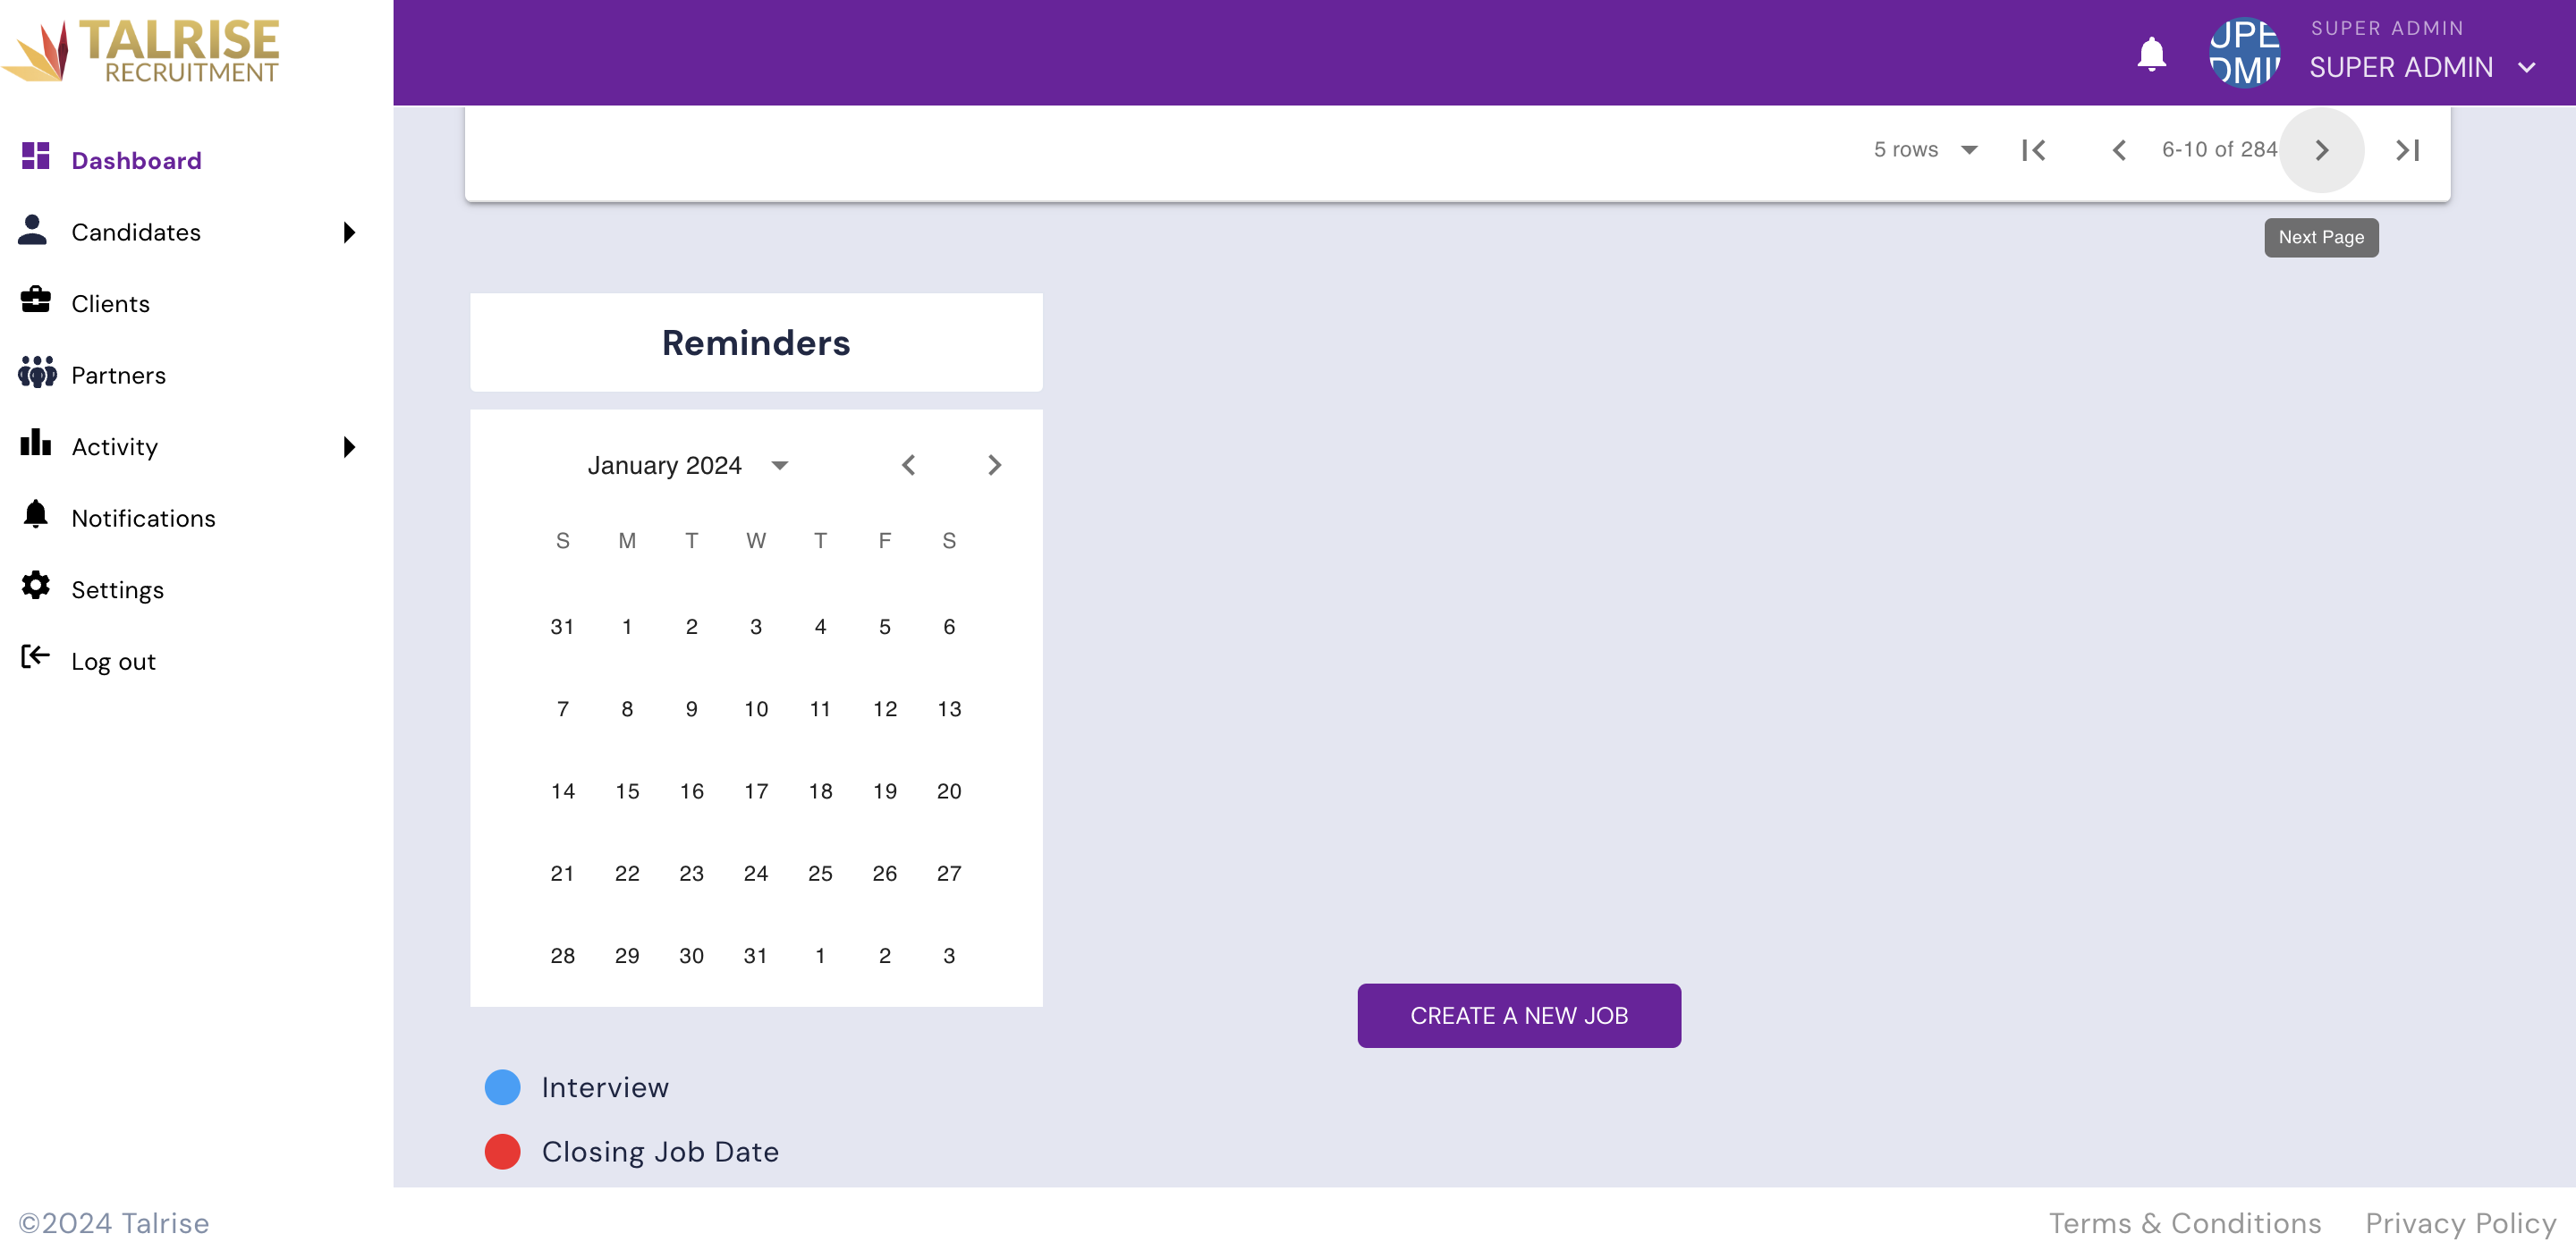 TALRISE
RECRUITMENT
SUPER ADMIN
UPE
DMI
SUPER ADMIN
Dashboard
Candidates
Clients
Partners
Activity
Notifications
Settings
Log out
5 rows
6-10 of 284
Next Page
Reminders
January 2024
S M T W T F S
31 1 2 3 4 5 6
7 8 9 10 11 12 13
14 15 16 17 18 19 20
21 22 23 24 25 26 27
28 29 30 31 1 2 3
CREATE A NEW JOB
Interview
Closing Job Date
©2024 Talrise
Terms & Conditions
Privacy Policy